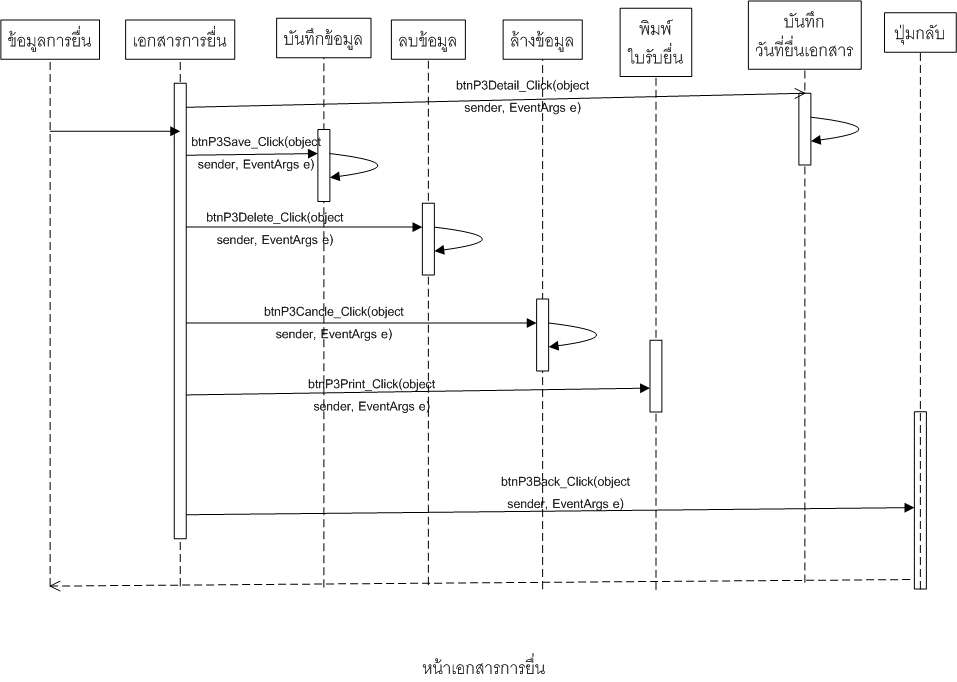 ข้อมูลการยื่น
เอกสารการยื่น
บันทึกข้อมูล
ลบข้อมูล
ล้างข้อมูล
พิมพ์
ใบรับยื่น
บันทึก
วันที่ยื่นเอกสาร
ปุ่มกลับ
btnP3Detail_Click(object
sender, EventArgs e)
btnP3Save_Click(object
sender, EventArgs e)
btnP3Delete_Click(object
sender, EventArgs e)
btnP3Cancle_Click(object
sender, EventArgs e)
btnP3Print_Click(object
sender, EventArgs e)
btnP3Back_Click(object
sender, EventArgs e)
หน้าเอกสารการยื่น